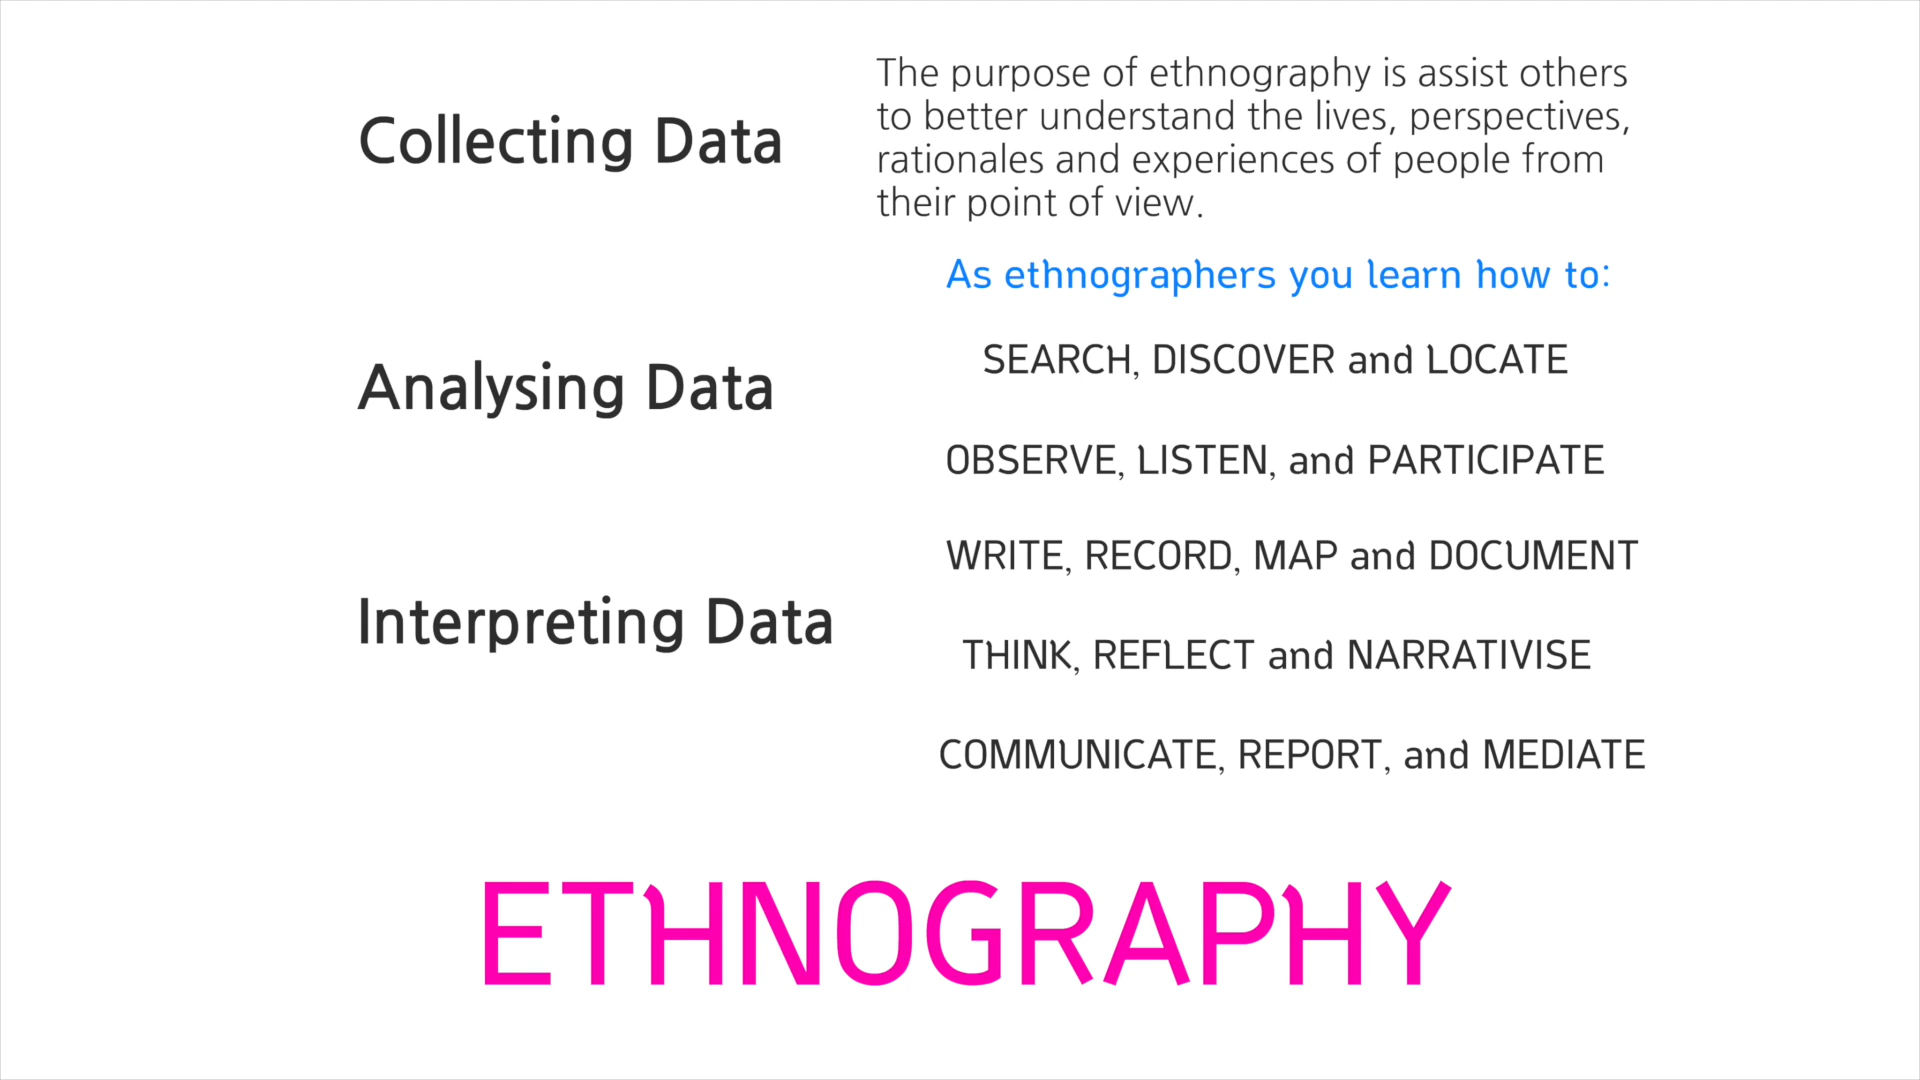 Collecting Data
Analysing Data
Interpreting Data
The purpose of ethnography is assist others
to better understand the lives, perspectives,
rationales and experiences of people from
their point of view.
As ethnographers you learn how to:
SEARCH, DISCOVER and LOCATE
OBSERVE, LISTEN, and PARTICIPATE
WRITE, RECORD, MAP and DOCUMENT
THINK, REFLECT and NARRATIVISE
COMMUNICATE, REPORT, and MEDIATE
ETHNOGRAPHY